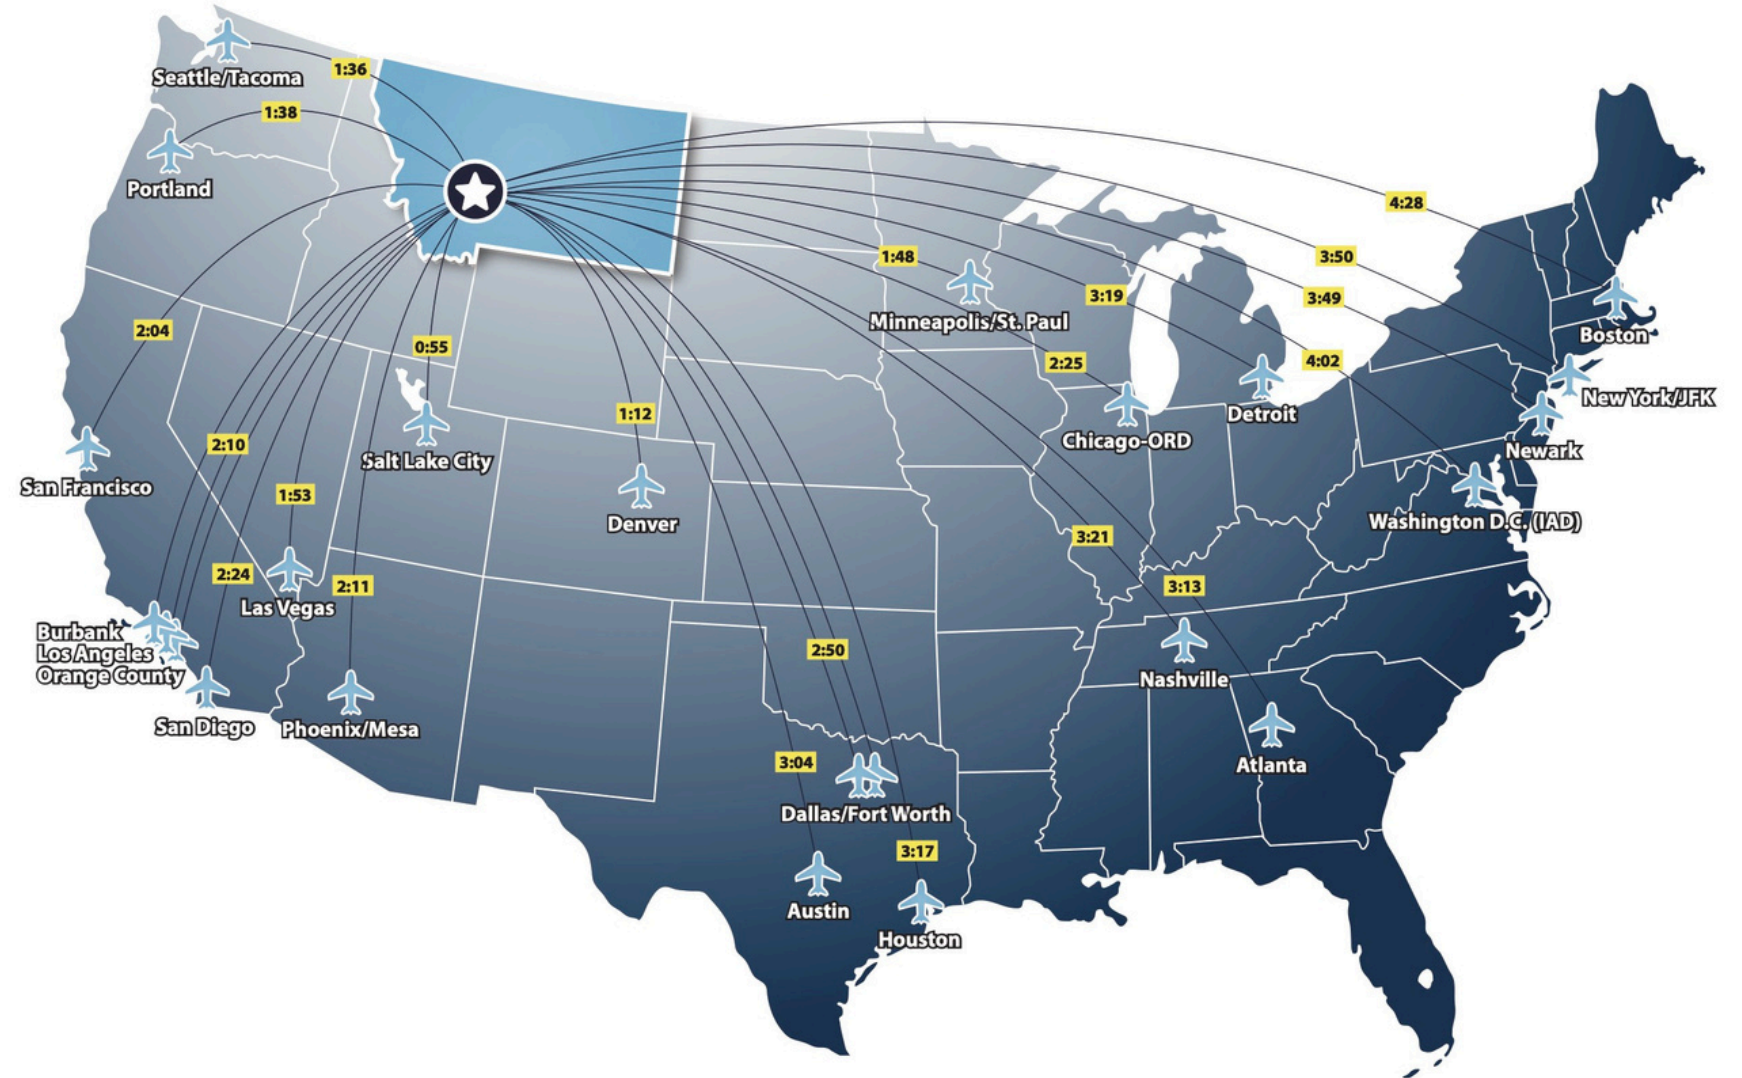 Seattle/Tacoma
1:36
1:38
Portland
4:28
1:48
3:50
3:19
3:49
Minneapolis/St. Paul
2:04
Boston
0:55
2:25
4:02
New York/JFK
1:12
Detroit
Chicago-ORD
Newark
2:10
Salt Lake City
San Francisco
1:53
Denver
Washington D.C. (IAD)
3:21
2:24
2:11
3:13
Las Vegas
Burbank
Los Angeles
Orange County
2:50
Nashville
San Diego
Phoenix/Mesa
3:04
Atlanta
Dallas/Fort Worth
3:17
Austin
Houston